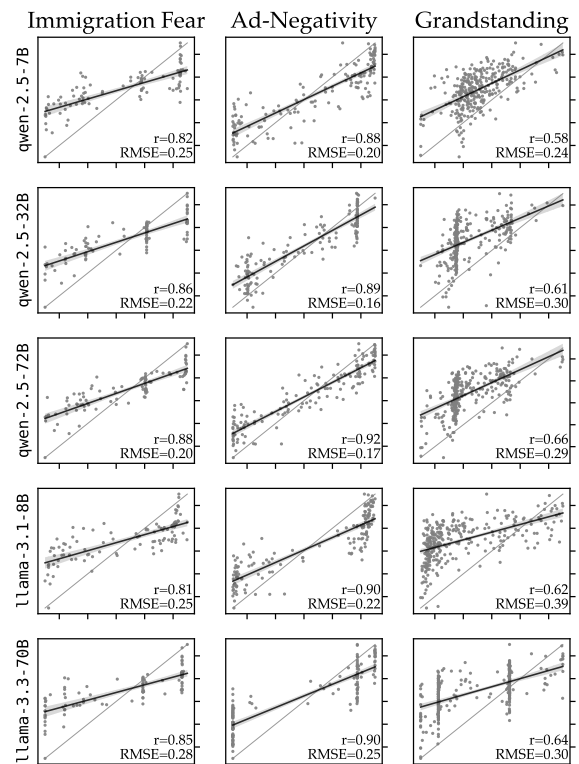 Immigration Fear Ad-Negativity Grandstanding
qwen-2.5-7B
r=0.82
RMSE=0.25
r=0.88
RMSE=0.20
r=0.58
RMSE=0.24
qwen-2.5-32B
r=0.86
RMSE=0.22
r=0.89
RMSE=0.16
r=0.61
RMSE=0.30
qwen-2.5-72B
r=0.88
RMSE=0.20
r=0.92
RMSE=0.17
r=0.66
RMSE=0.29
llama-3.1-8B
r=0.81
RMSE=0.25
r=0.90
RMSE=0.22
r=0.62
RMSE=0.39
llama-3.3-70B
r=0.85
RMSE=0.28
r=0.90
RMSE=0.25
r=0.64
RMSE=0.30